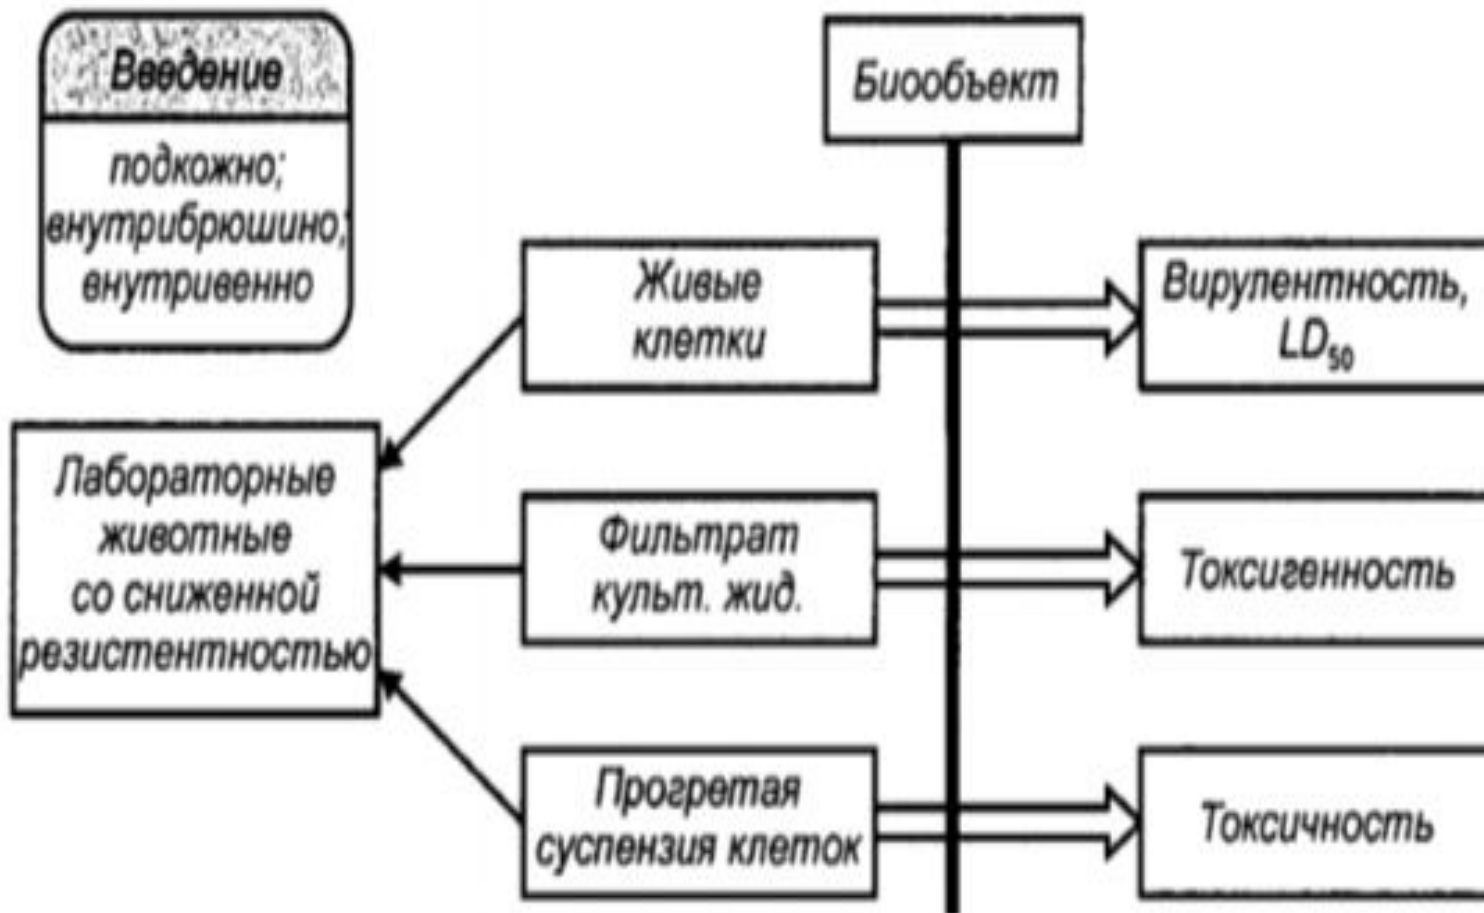 Введение
подкожно;
внутрибрюшино;
внутривенно
Биообъект
Живые
клетки
Вирулентность,
LD₅₀
Лабораторные
животные
со сниженной
резистентностью
Фильтрат
культ. жид.
Токсигенность
Прогретая
суспензия клеток
Токсичность